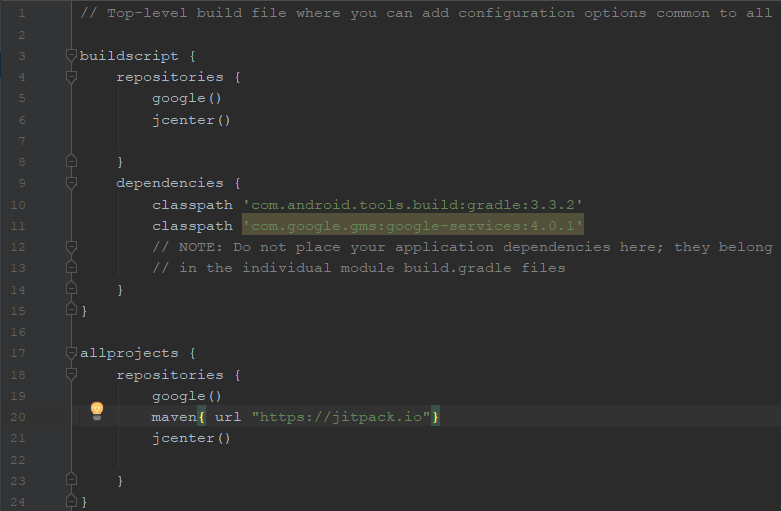 1 // Top-level build file where you can add configuration options common to all
2
3 buildscript {
4 repositories {
5 google()
6 jcenter()
7
8 }
9 dependencies {
10 classpath 'com.android.tools.build:gradle:3.3.2'
11 classpath 'com.google.gms:google-services:4.0.1'
12 // NOTE: Do not place your application dependencies here; they belong
13 // in the individual module build.gradle files
14 }
15 }
16
17 allprojects {
18 repositories {
19 google()
20 maven{ url "https://jitpack.io"}
21 jcenter()
22
23 }
24 }